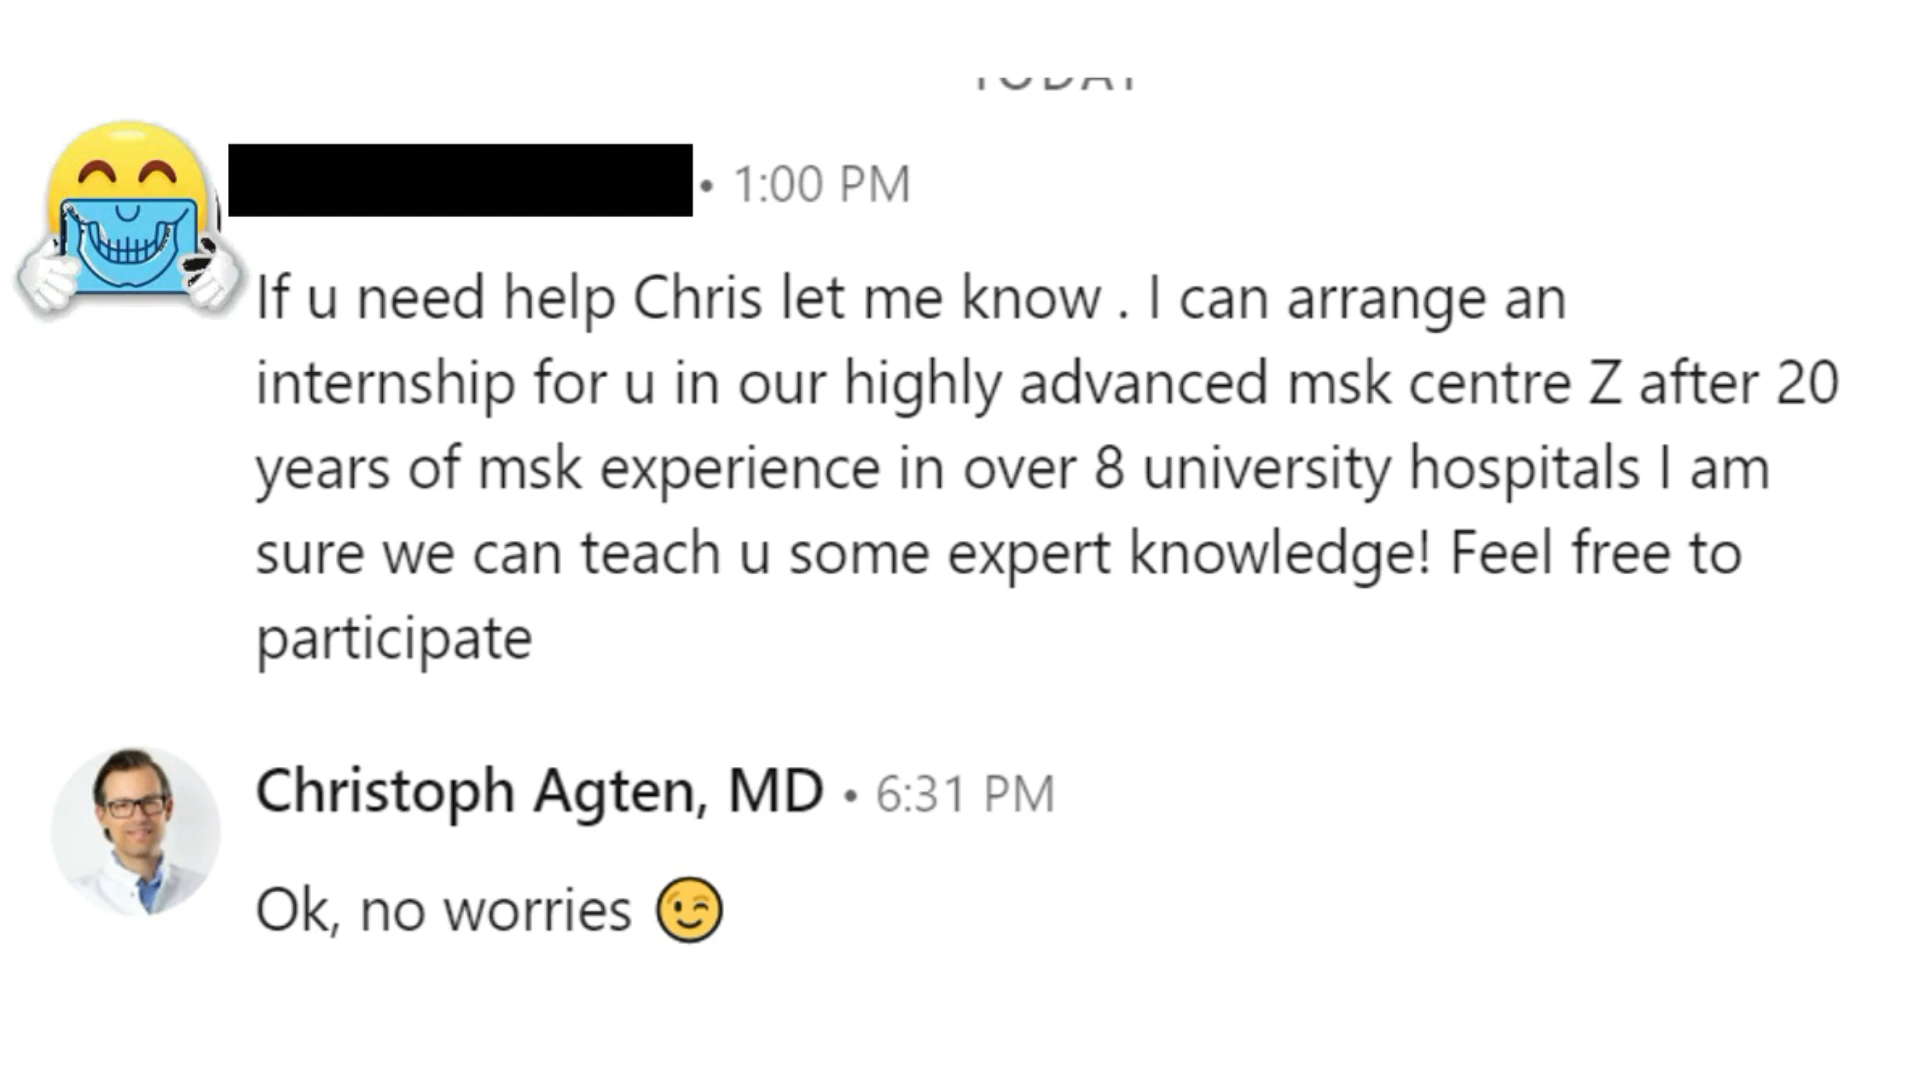 TODAY
• 1:00 PM
If u need help Chris let me know . I can arrange an
internship for u in our highly advanced msk centre Z after 20
years of msk experience in over 8 university hospitals I am
sure we can teach u some expert knowledge! Feel free to
participate
Christoph Agten, MD • 6:31 PM
Ok, no worries 😉